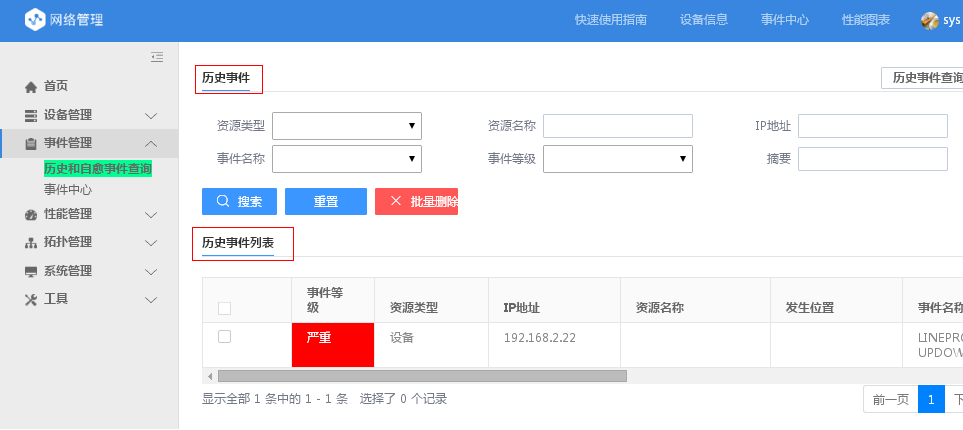 网络管理
快速使用指南 设备信息 事件中心 性能图表 sys
首页
设备管理
事件管理
历史和自愈事件查询
事件中心
性能管理
拓扑管理
系统管理
工具
历史事件 历史事件查询
资源类型 资源名称 IP地址
事件名称 事件等级 摘要
搜索 重置 批量删除
历史事件列表
事件等级 资源类型 IP地址 资源名称 发生位置 事件名称
严重 设备 192.168.2.22 LINEPRO
UPDOW
显示全部 1 条中的 1 - 1 条 选择了 0 个记录
前一页 1 下